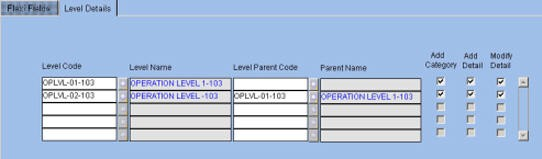 Flexi Fields Level Details
Add Add Modify
Level Code Level Name Level Parent Code Parent Name Category Detail Detail
OPLVL-01-103 OPERATION LEVEL 1-103
OPLVL-02-103 OPERATION LEVEL -103 OPLVL-01-103 OPERATION LEVEL 1-103